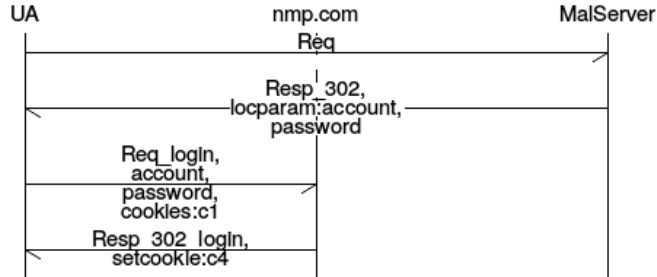 UA nmp.com MalServer
Req
Resp_302,
locparam:account,
password
Req_login,
account,
password,
cookies:c1
Resp_302_login,
setcookie:c4